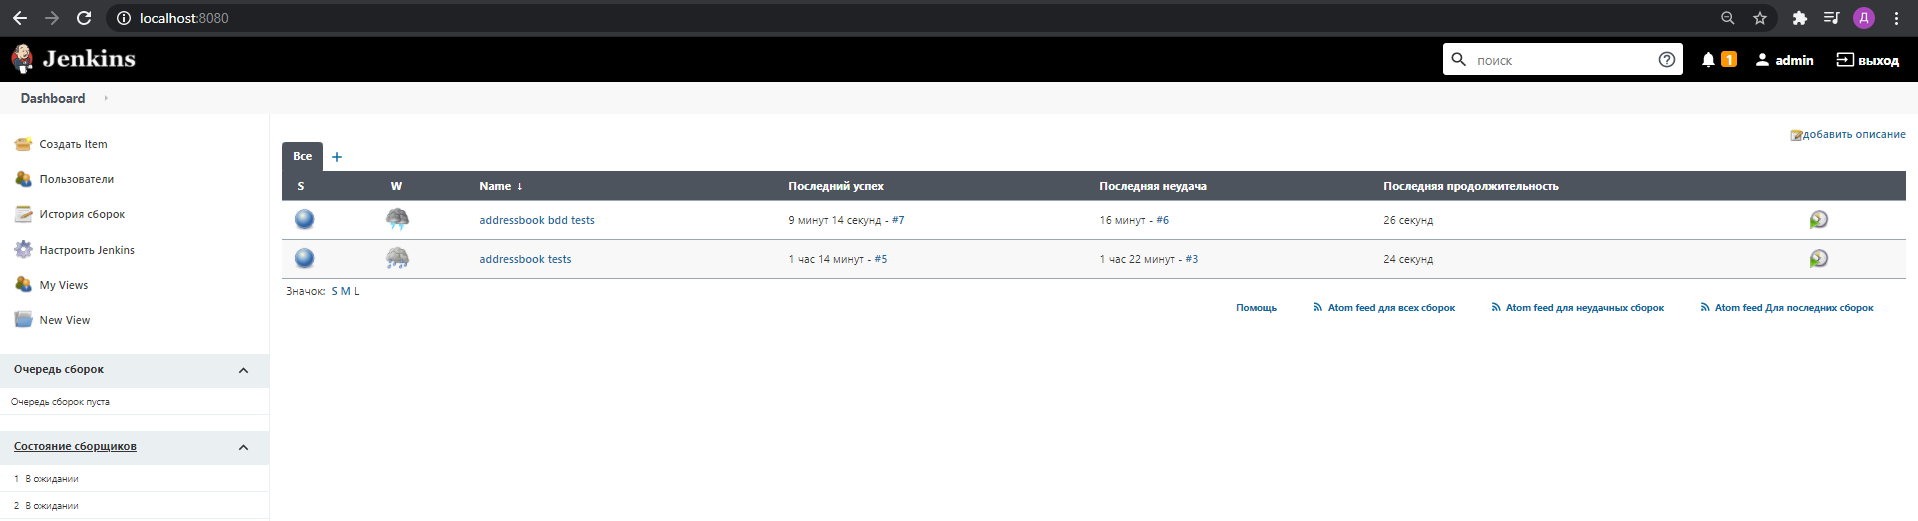 localhost:8080
Д
Jenkins
поиск
1
admin
выход
Dashboard
Создать Item
Пользователи
История сборок
Настроить Jenkins
My Views
New View
Очередь сборок
Очередь сборок пуста
Состояние сборщиков
1 В ожидании
2 В ожидании
добавить описание
Все +
S W Name ↓ Последний успех Последняя неудача Последняя продолжительность
addressbook bdd tests 9 минут 14 секунд - #7 16 минут - #6 26 секунд
addressbook tests 1 час 14 минут - #5 1 час 22 минут - #3 24 секунд
Значок: S M L
Помощь Atom feed для всех сборок Atom feed для неудачных сборок Atom feed Для последних сборок